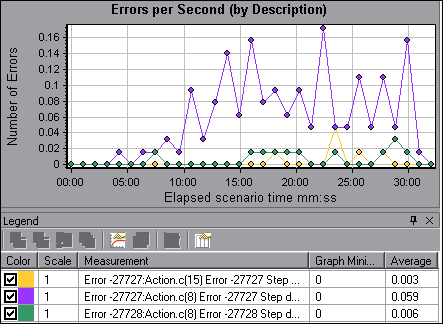 Errors per Second (by Description)
Number of Errors
0.16
0.14
0.12
0.1
0.08
0.06
0.04
0.02
0
00:00 05:00 10:00 15:00 20:00 25:00 30:00
Elapsed scenario time mm:ss
Legend
Color Scale Measurement Graph Mini... Average
1 Error -27727:Action.c(15) Error -27727 Step ... 0 0.003
1 Error -27727:Action.c(8) Error -27727 Step d... 0 0.059
1 Error -27728:Action.c(8) Error -27728 Step d... 0 0.006